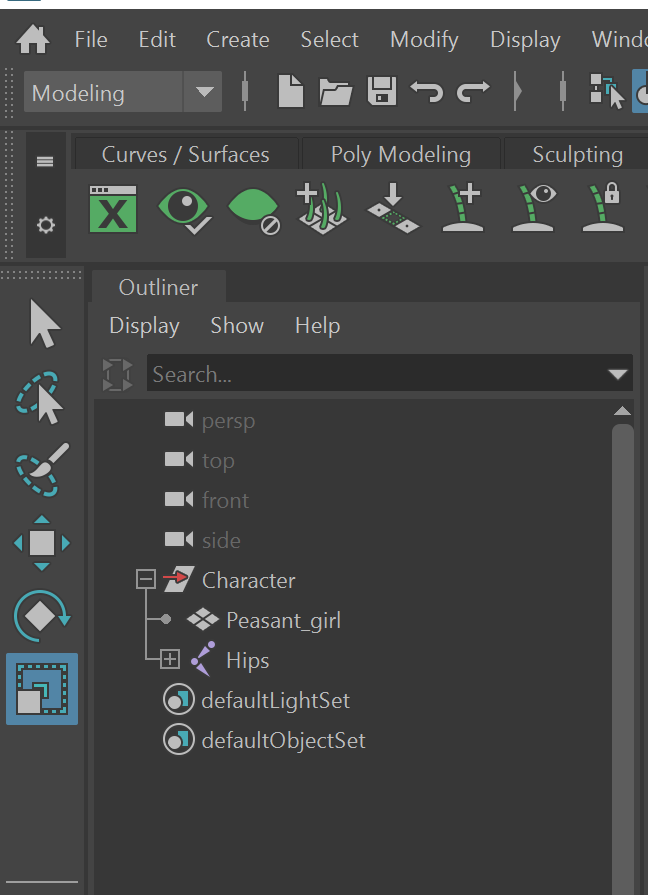 File Edit Create Select Modify Display
Modeling
Curves / Surfaces Poly Modeling Sculpting
X
Outliner
Display Show Help
Search...
persp
top
front
side
Character
Peasant_girl
Hips
defaultLightSet
defaultObjectSet